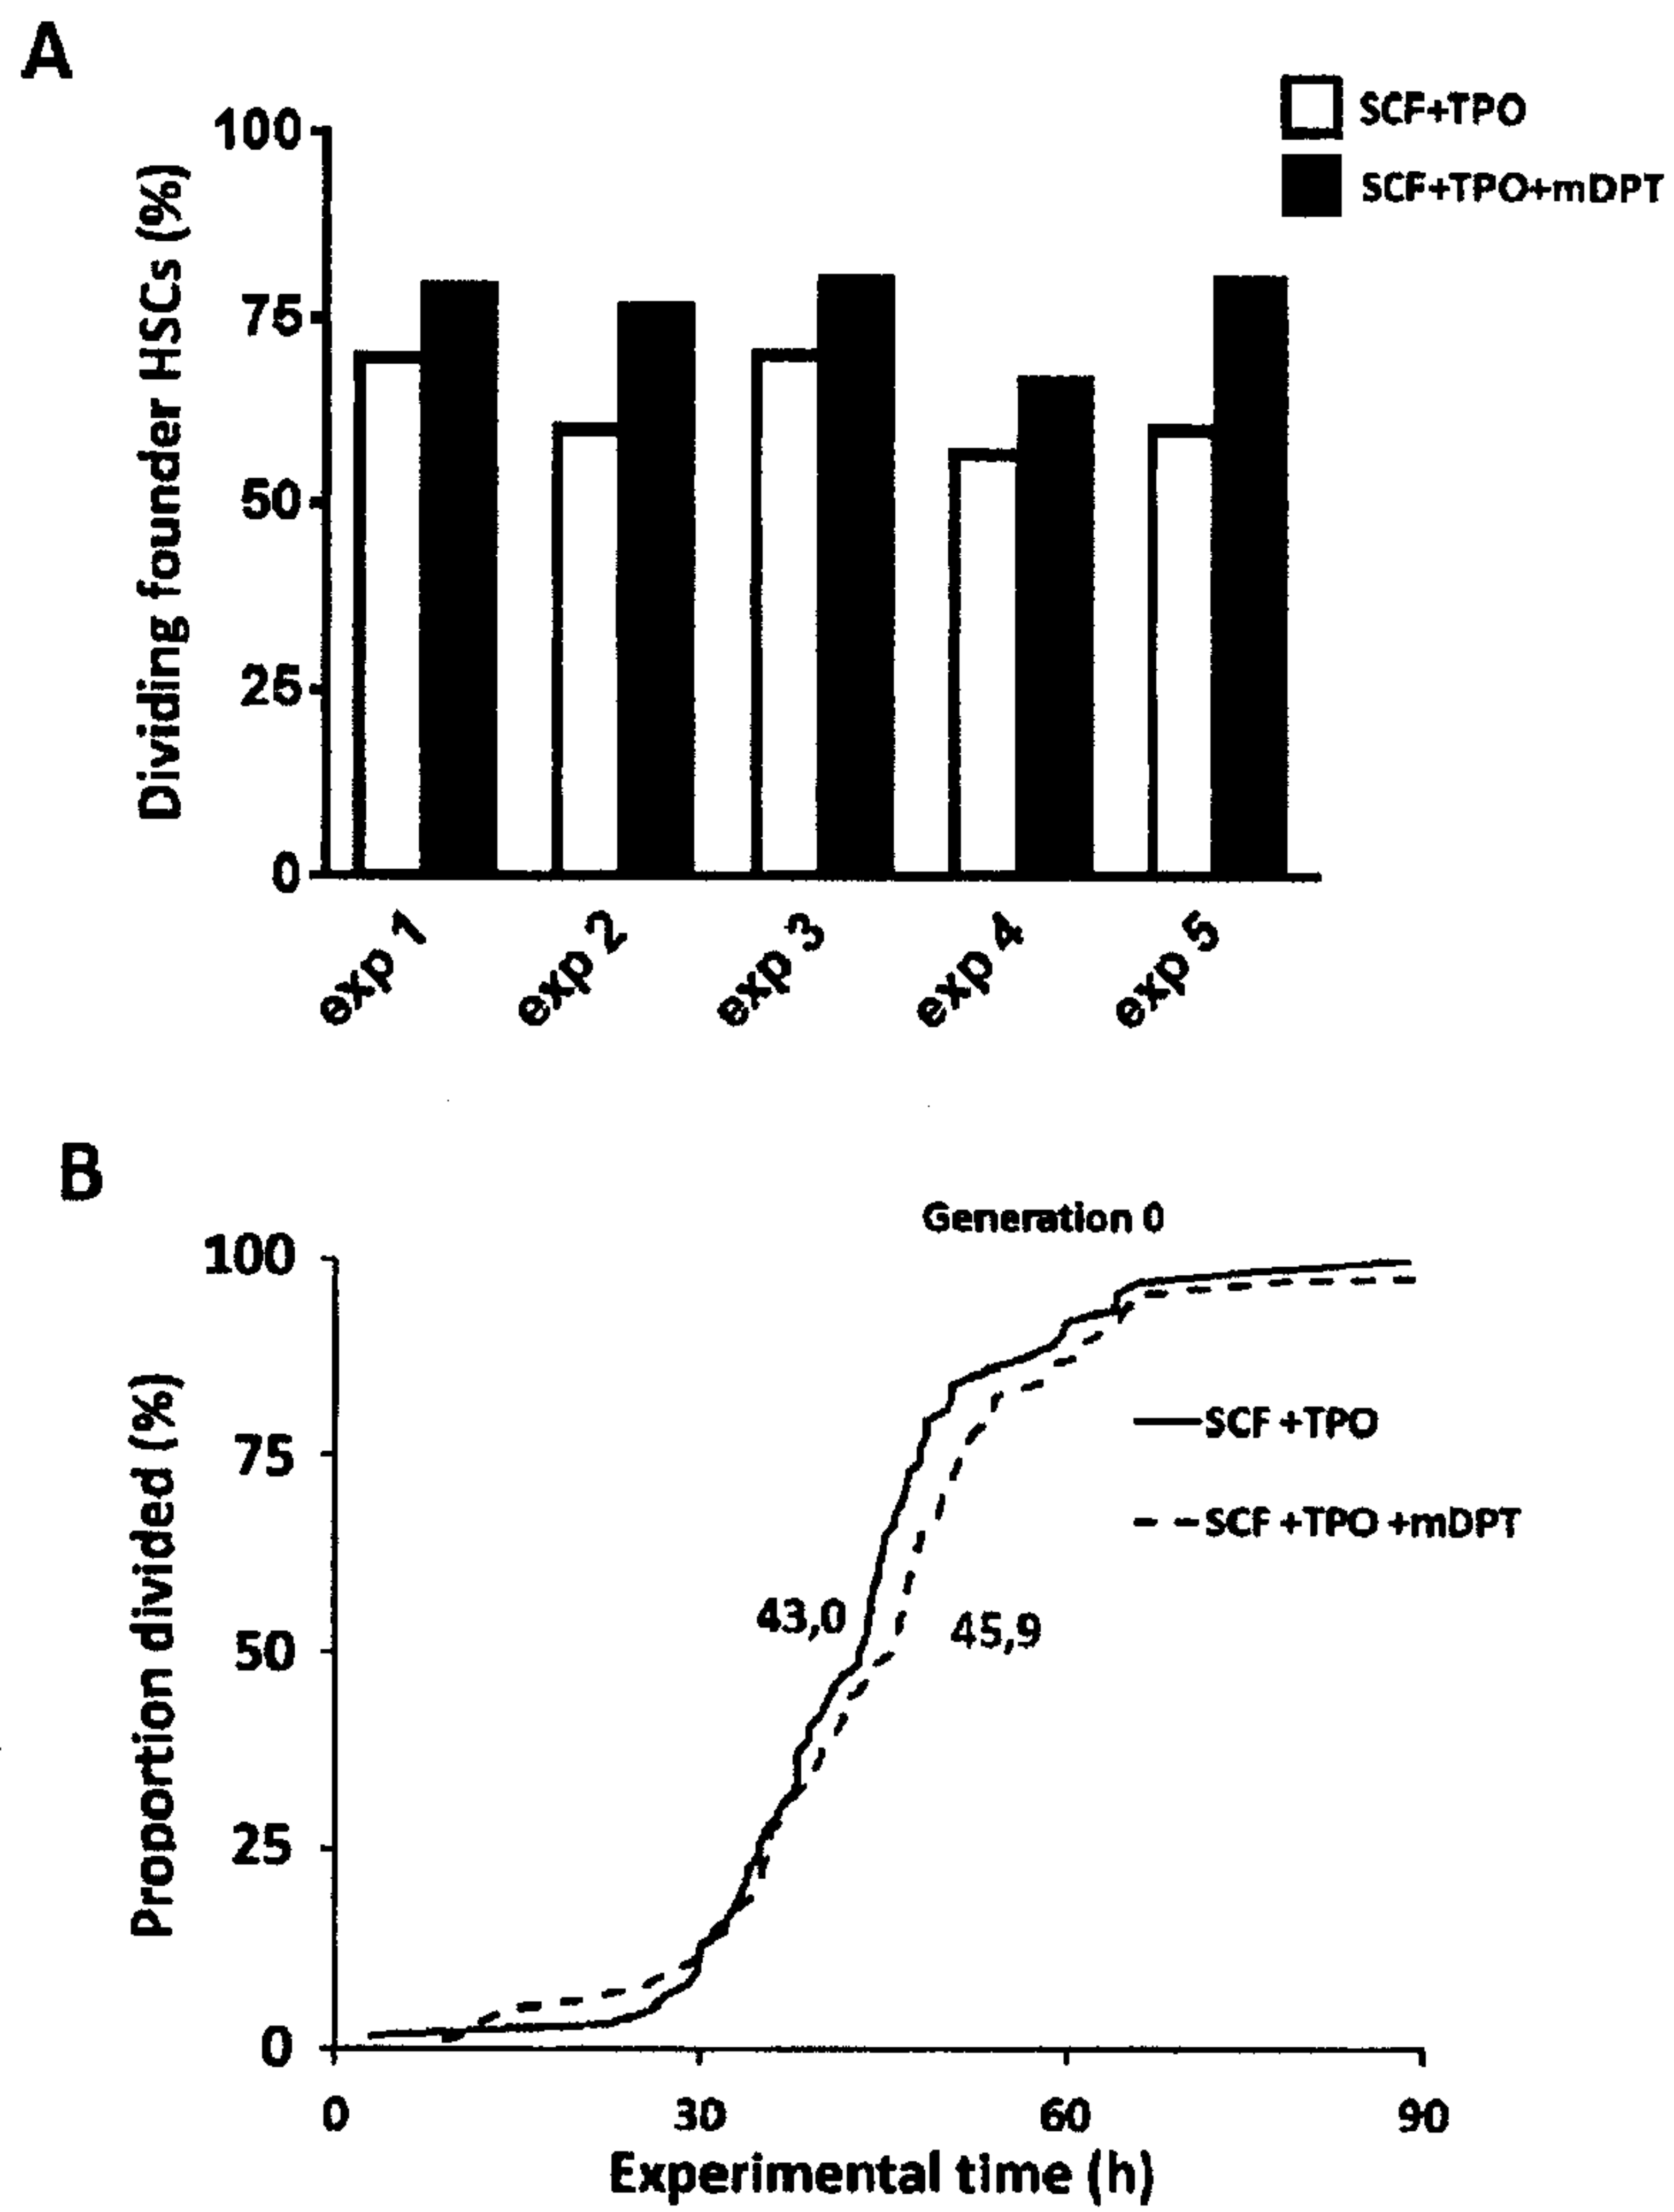 A
SCF+TPO
SCF+TPO+mDPT
Dividing founder HSCs (%)
100
75
50
25
0
exp 1
exp 2
exp 3
exp 4
exp 5
B
Generation 0
Proportion divided (%)
100
75
50
25
0
SCF +TPO
SCF +TPO +mDPT
43,0
45,9
0
30
60
90
Experimental time (h)